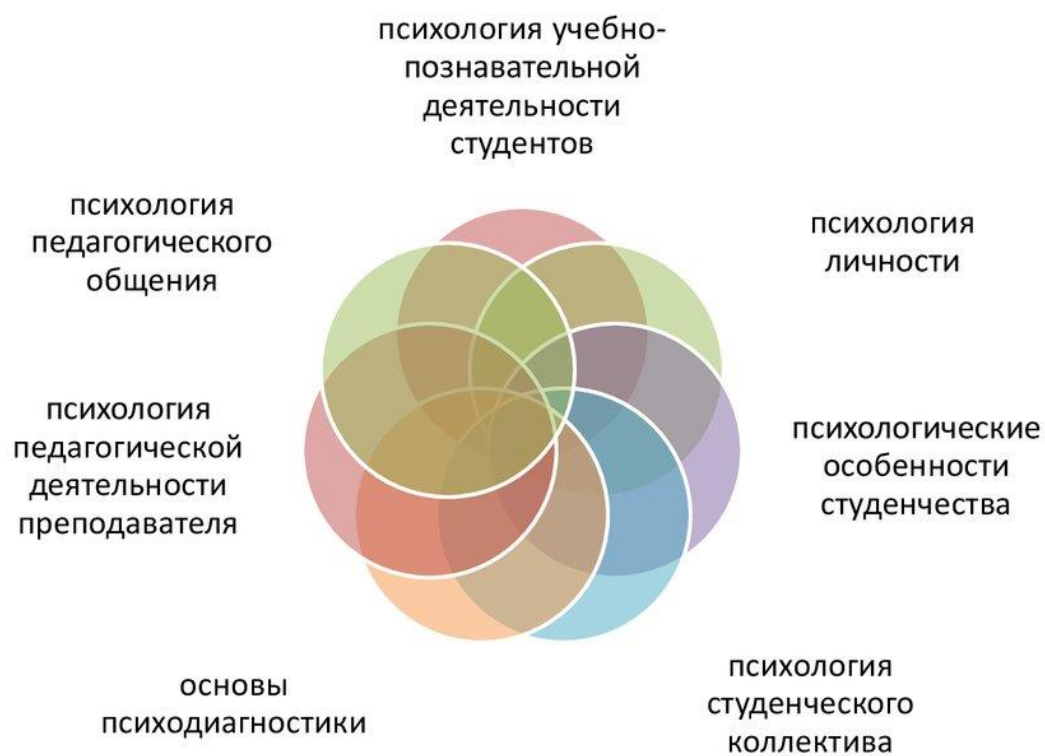 психология учебно-
познавательной
деятельности
студентов
психология
педагогического
общения
психология
личности
психология
педагогической
деятельности
преподавателя
психологические
особенности
студенчества
основы
психодиагностики
психология
студенческого
коллектива